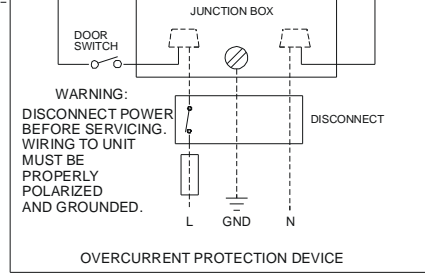 JUNCTION BOX
DOOR
SWITCH
WARNING:
DISCONNECT POWER
BEFORE SERVICING.
WIRING TO UNIT
MUST BE
PROPERLY
POLARIZED
AND GROUNDED.
DISCONNECT
L GND N
OVERCURRENT PROTECTION DEVICE